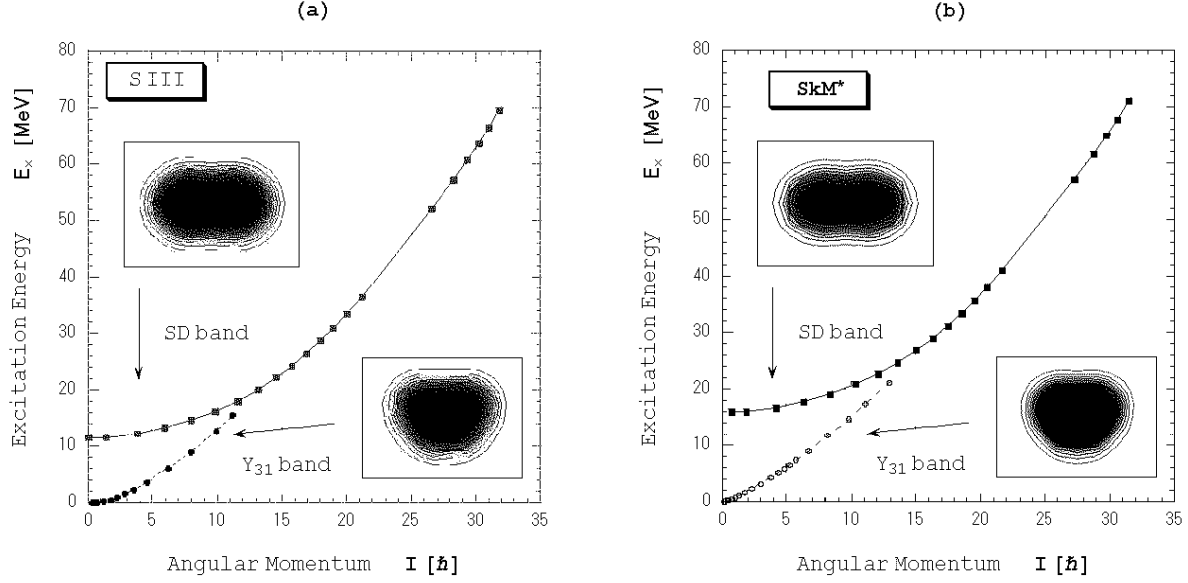 (a)
(b)
S III
SkM*
Excitation Energy Eₓ [MeV]
80
70
60
50
40
30
20
10
0
0 5 10 15 20 25 30 35
Angular Momentum I [ħ]
SD band
Y₃₁ band
Excitation Energy Eₓ [MeV]
80
70
60
50
40
30
20
10
0
0 5 10 15 20 25 30 35
Angular Momentum I [ħ]
SD band
Y₃₁ band